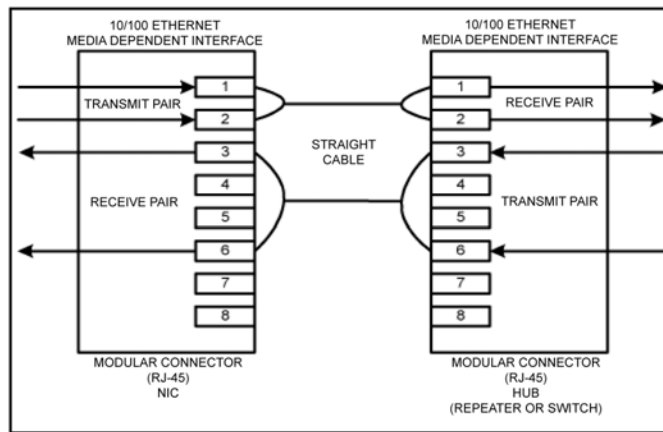 10/100 ETHERNET
MEDIA DEPENDENT INTERFACE
TRANSMIT PAIR
RECEIVE PAIR
1
2
3
4
5
6
7
8
MODULAR CONNECTOR
(RJ-45)
NIC
STRAIGHT
CABLE
10/100 ETHERNET
MEDIA DEPENDENT INTERFACE
1
2
3
4
5
6
7
8
RECEIVE PAIR
TRANSMIT PAIR
MODULAR CONNECTOR
(RJ-45)
HUB
(REPEATER OR SWITCH)